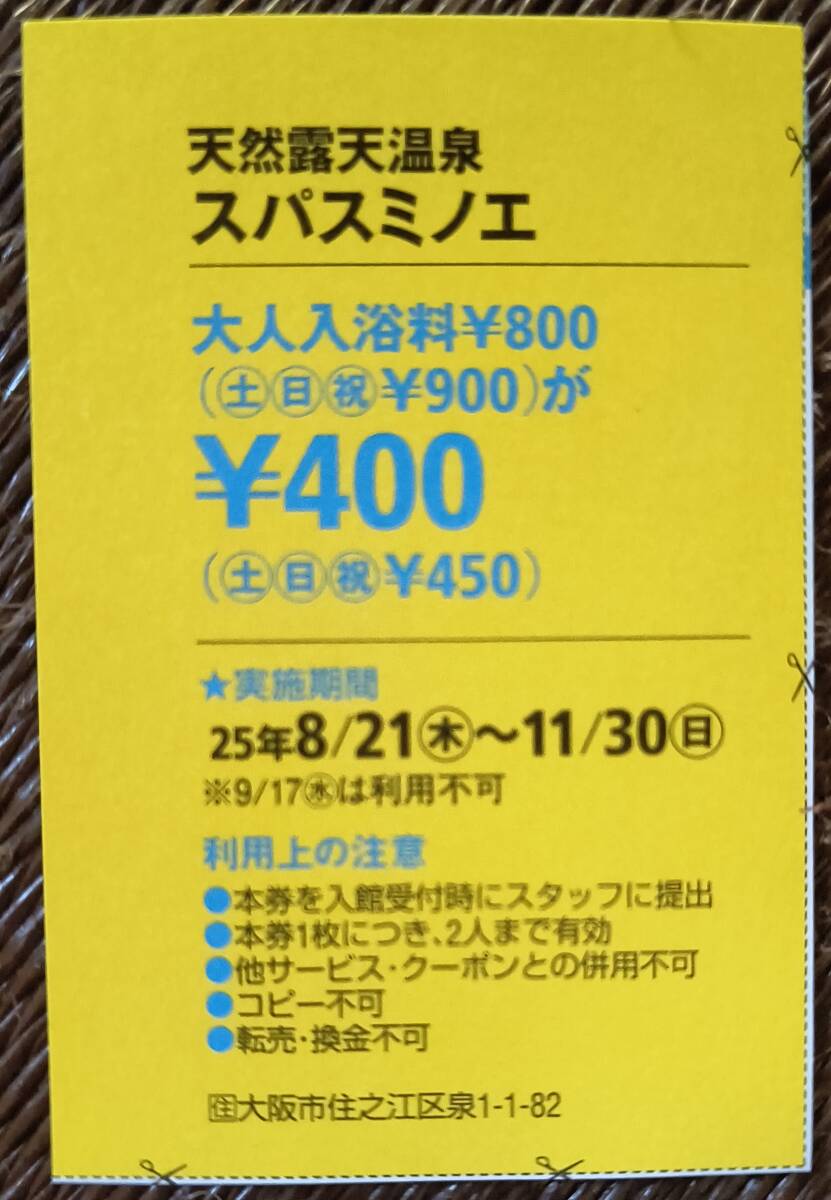 天然露天温泉
スパスミノエ
大人入浴料¥800
(㊏㊐㊗¥900)が
¥400
(㊏㊐㊗¥450)
★実施期間
25年8/21㊍〜11/30㊐
※9/17㊌は利用不可
利用上の注意
●本券を入館受付時にスタッフに提出
●本券1枚につき、2人まで有効
●他サービス・クーポンとの併用不可
●コピー不可
●転売・換金不可
住大阪市住之江区泉1-1-82